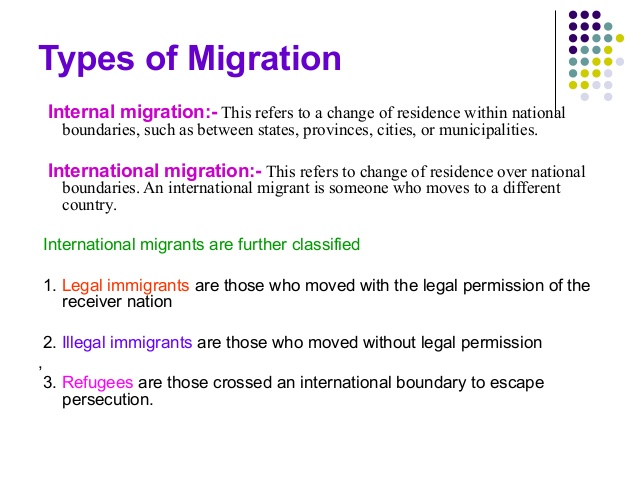 Types of Migration
Internal migration:- This refers to a change of residence within national
boundaries, such as between states, provinces, cities, or municipalities.
International migration:- This refers to change of residence over national
boundaries. An international migrant is someone who moves to a different
country.
International migrants are further classified
1. Legal immigrants are those who moved with the legal permission of the
receiver nation
2. Illegal immigrants are those who moved without legal permission
,
3. Refugees are those crossed an international boundary to escape
persecution.